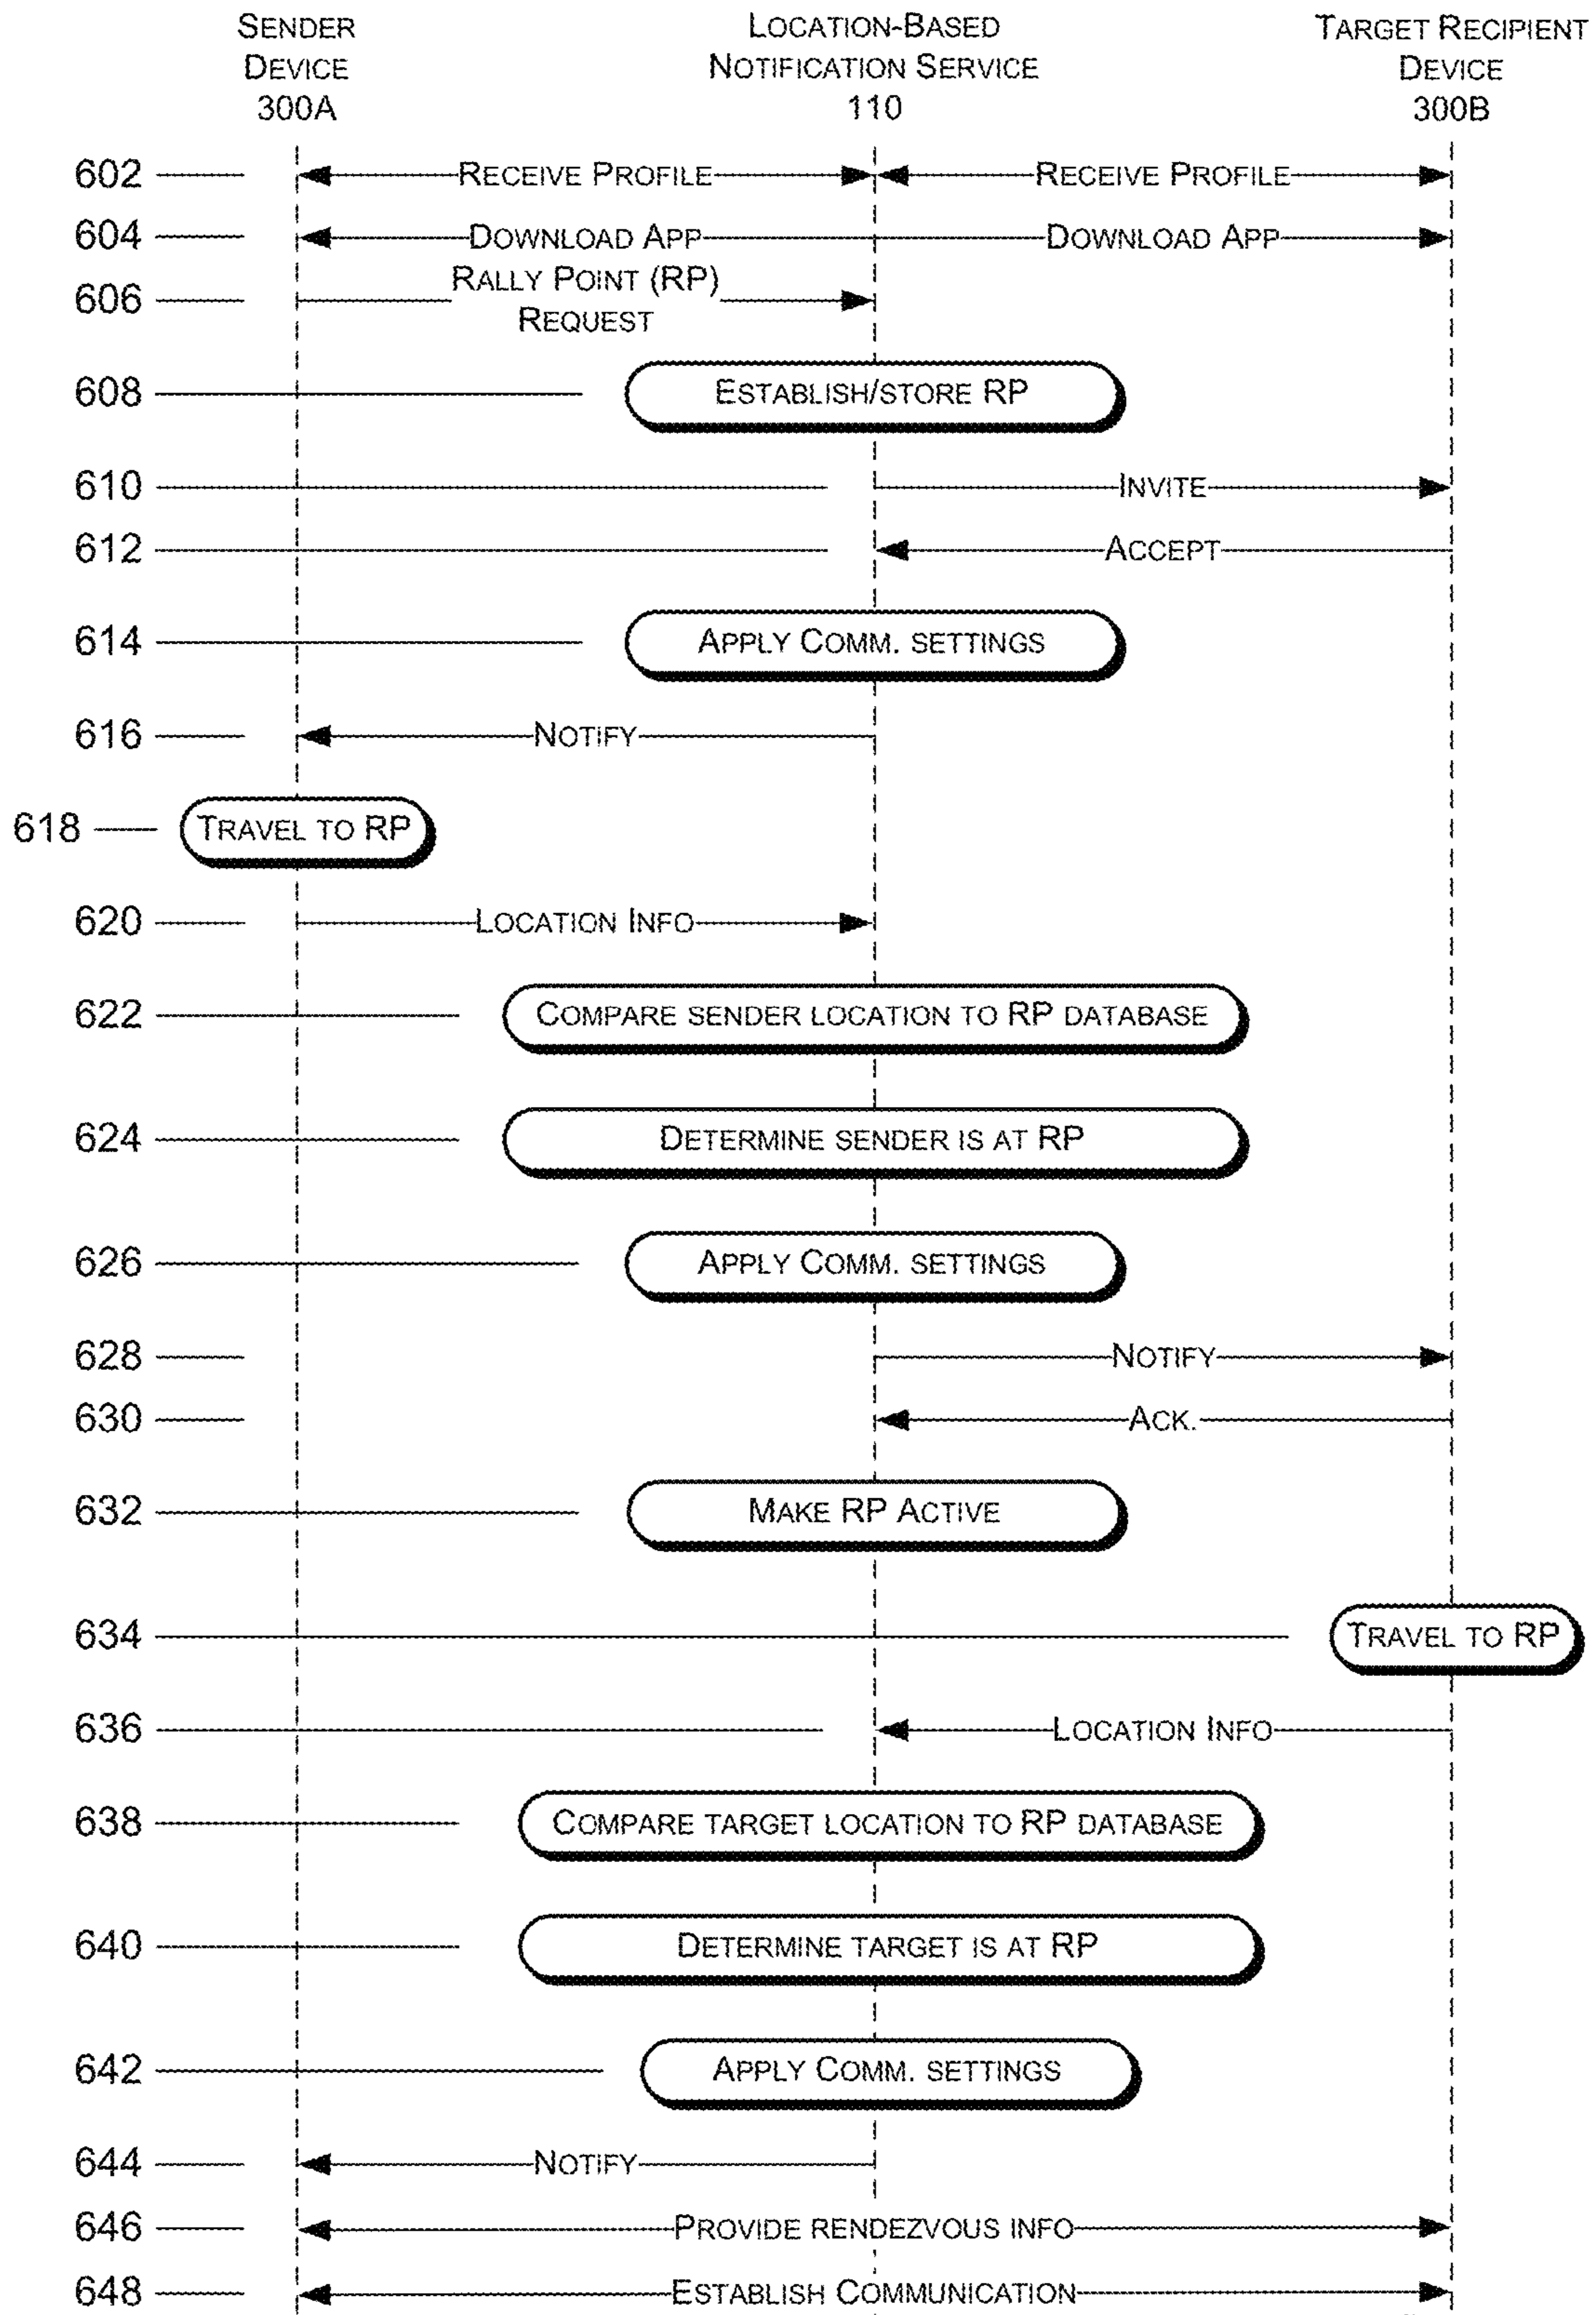 SENDER
DEVICE
300A
LOCATION-BASED
NOTIFICATION SERVICE
110
TARGET RECIPIENT
DEVICE
300B
602 RECEIVE PROFILE RECEIVE PROFILE
604 DOWNLOAD APP DOWNLOAD APP
606 RALLY POINT (RP)
REQUEST
608 ESTABLISH/STORE RP
610 INVITE
612 ACCEPT
614 APPLY COMM. SETTINGS
616 NOTIFY
618 TRAVEL TO RP
620 LOCATION INFO
622 COMPARE SENDER LOCATION TO RP DATABASE
624 DETERMINE SENDER IS AT RP
626 APPLY COMM. SETTINGS
628 NOTIFY
630 ACK.
632 MAKE RP ACTIVE
634 TRAVEL TO RP
636 LOCATION INFO
638 COMPARE TARGET LOCATION TO RP DATABASE
640 DETERMINE TARGET IS AT RP
642 APPLY COMM. SETTINGS
644 NOTIFY
646 PROVIDE RENDEZVOUS INFO
648 ESTABLISH COMMUNICATION